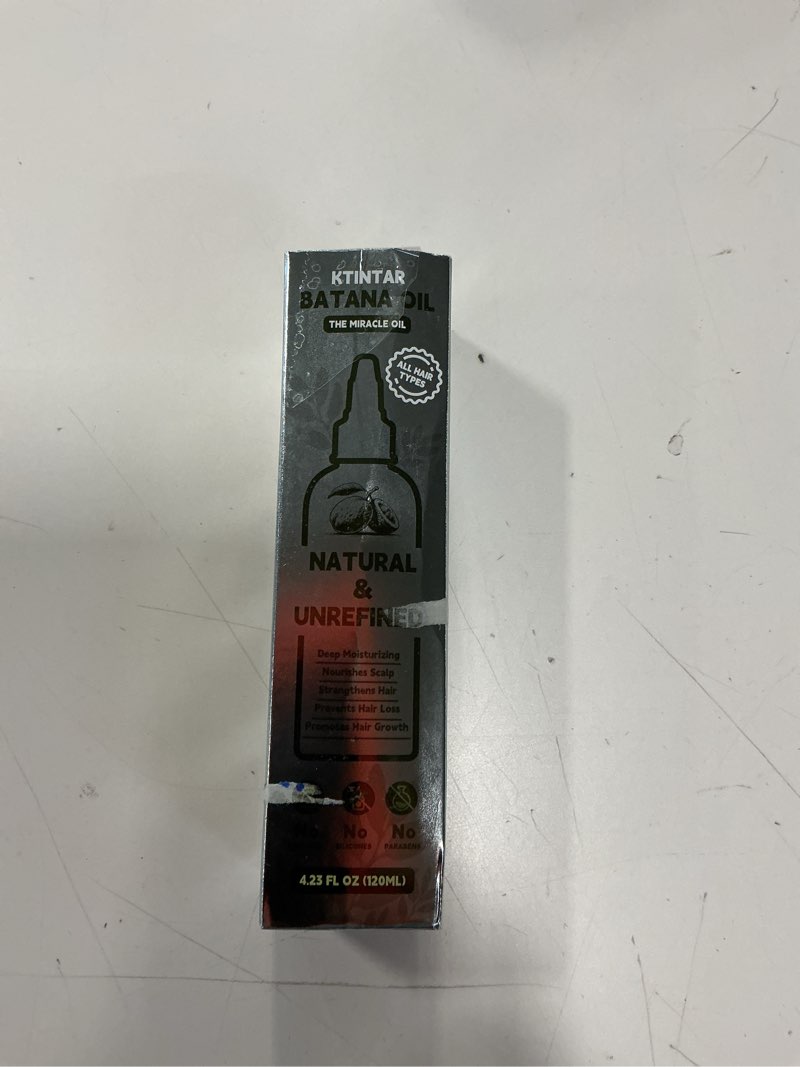 KTINTAR
BATANA OIL
THE MIRACLE OIL
ALL HAIR
TYPES
NATURAL
&
UNREFINED
Deep Moisturizing
Nourishes Scalp
Strengthens Hair
Prevents Hair Loss
Promotes Hair Growth
No No No
SILICONES PARABENS
4.23 FL OZ (120ML)